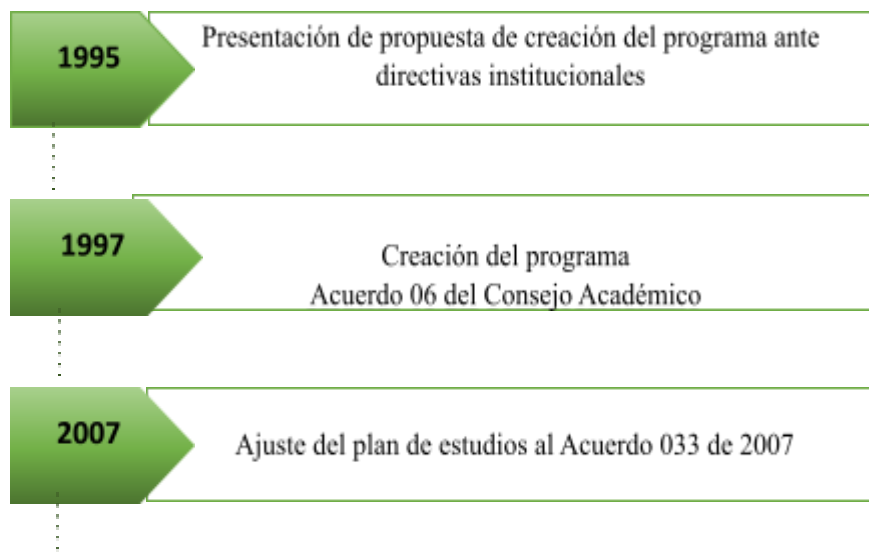 1995
Presentación de propuesta de creación del programa ante
directivas institucionales
1997
Creación del programa
Acuerdo 06 del Consejo Académico
2007
Ajuste del plan de estudios al Acuerdo 033 de 2007